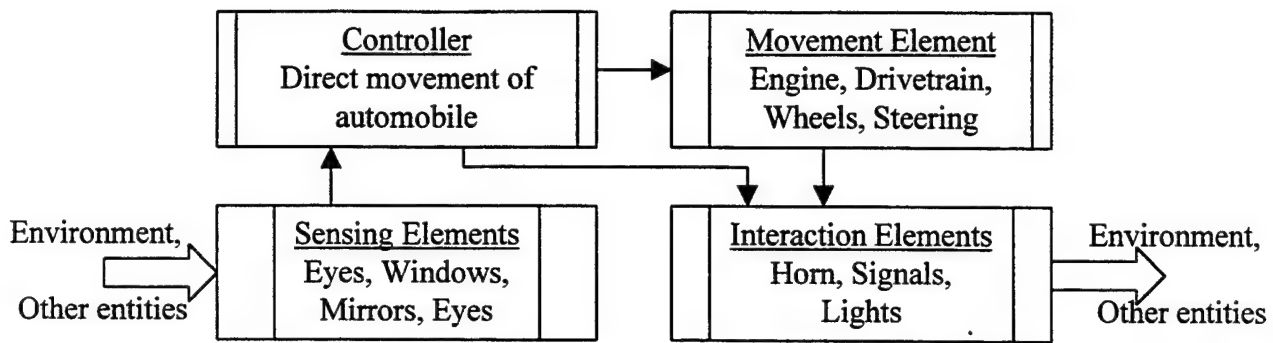 Controller
Direct movement of
automobile
Movement Element
Engine, Drivetrain,
Wheels, Steering
Environment,
Other entities
Sensing Elements
Eyes, Windows,
Mirrors, Eyes
Interaction Elements
Horn, Signals,
Lights
Environment,
Other entities